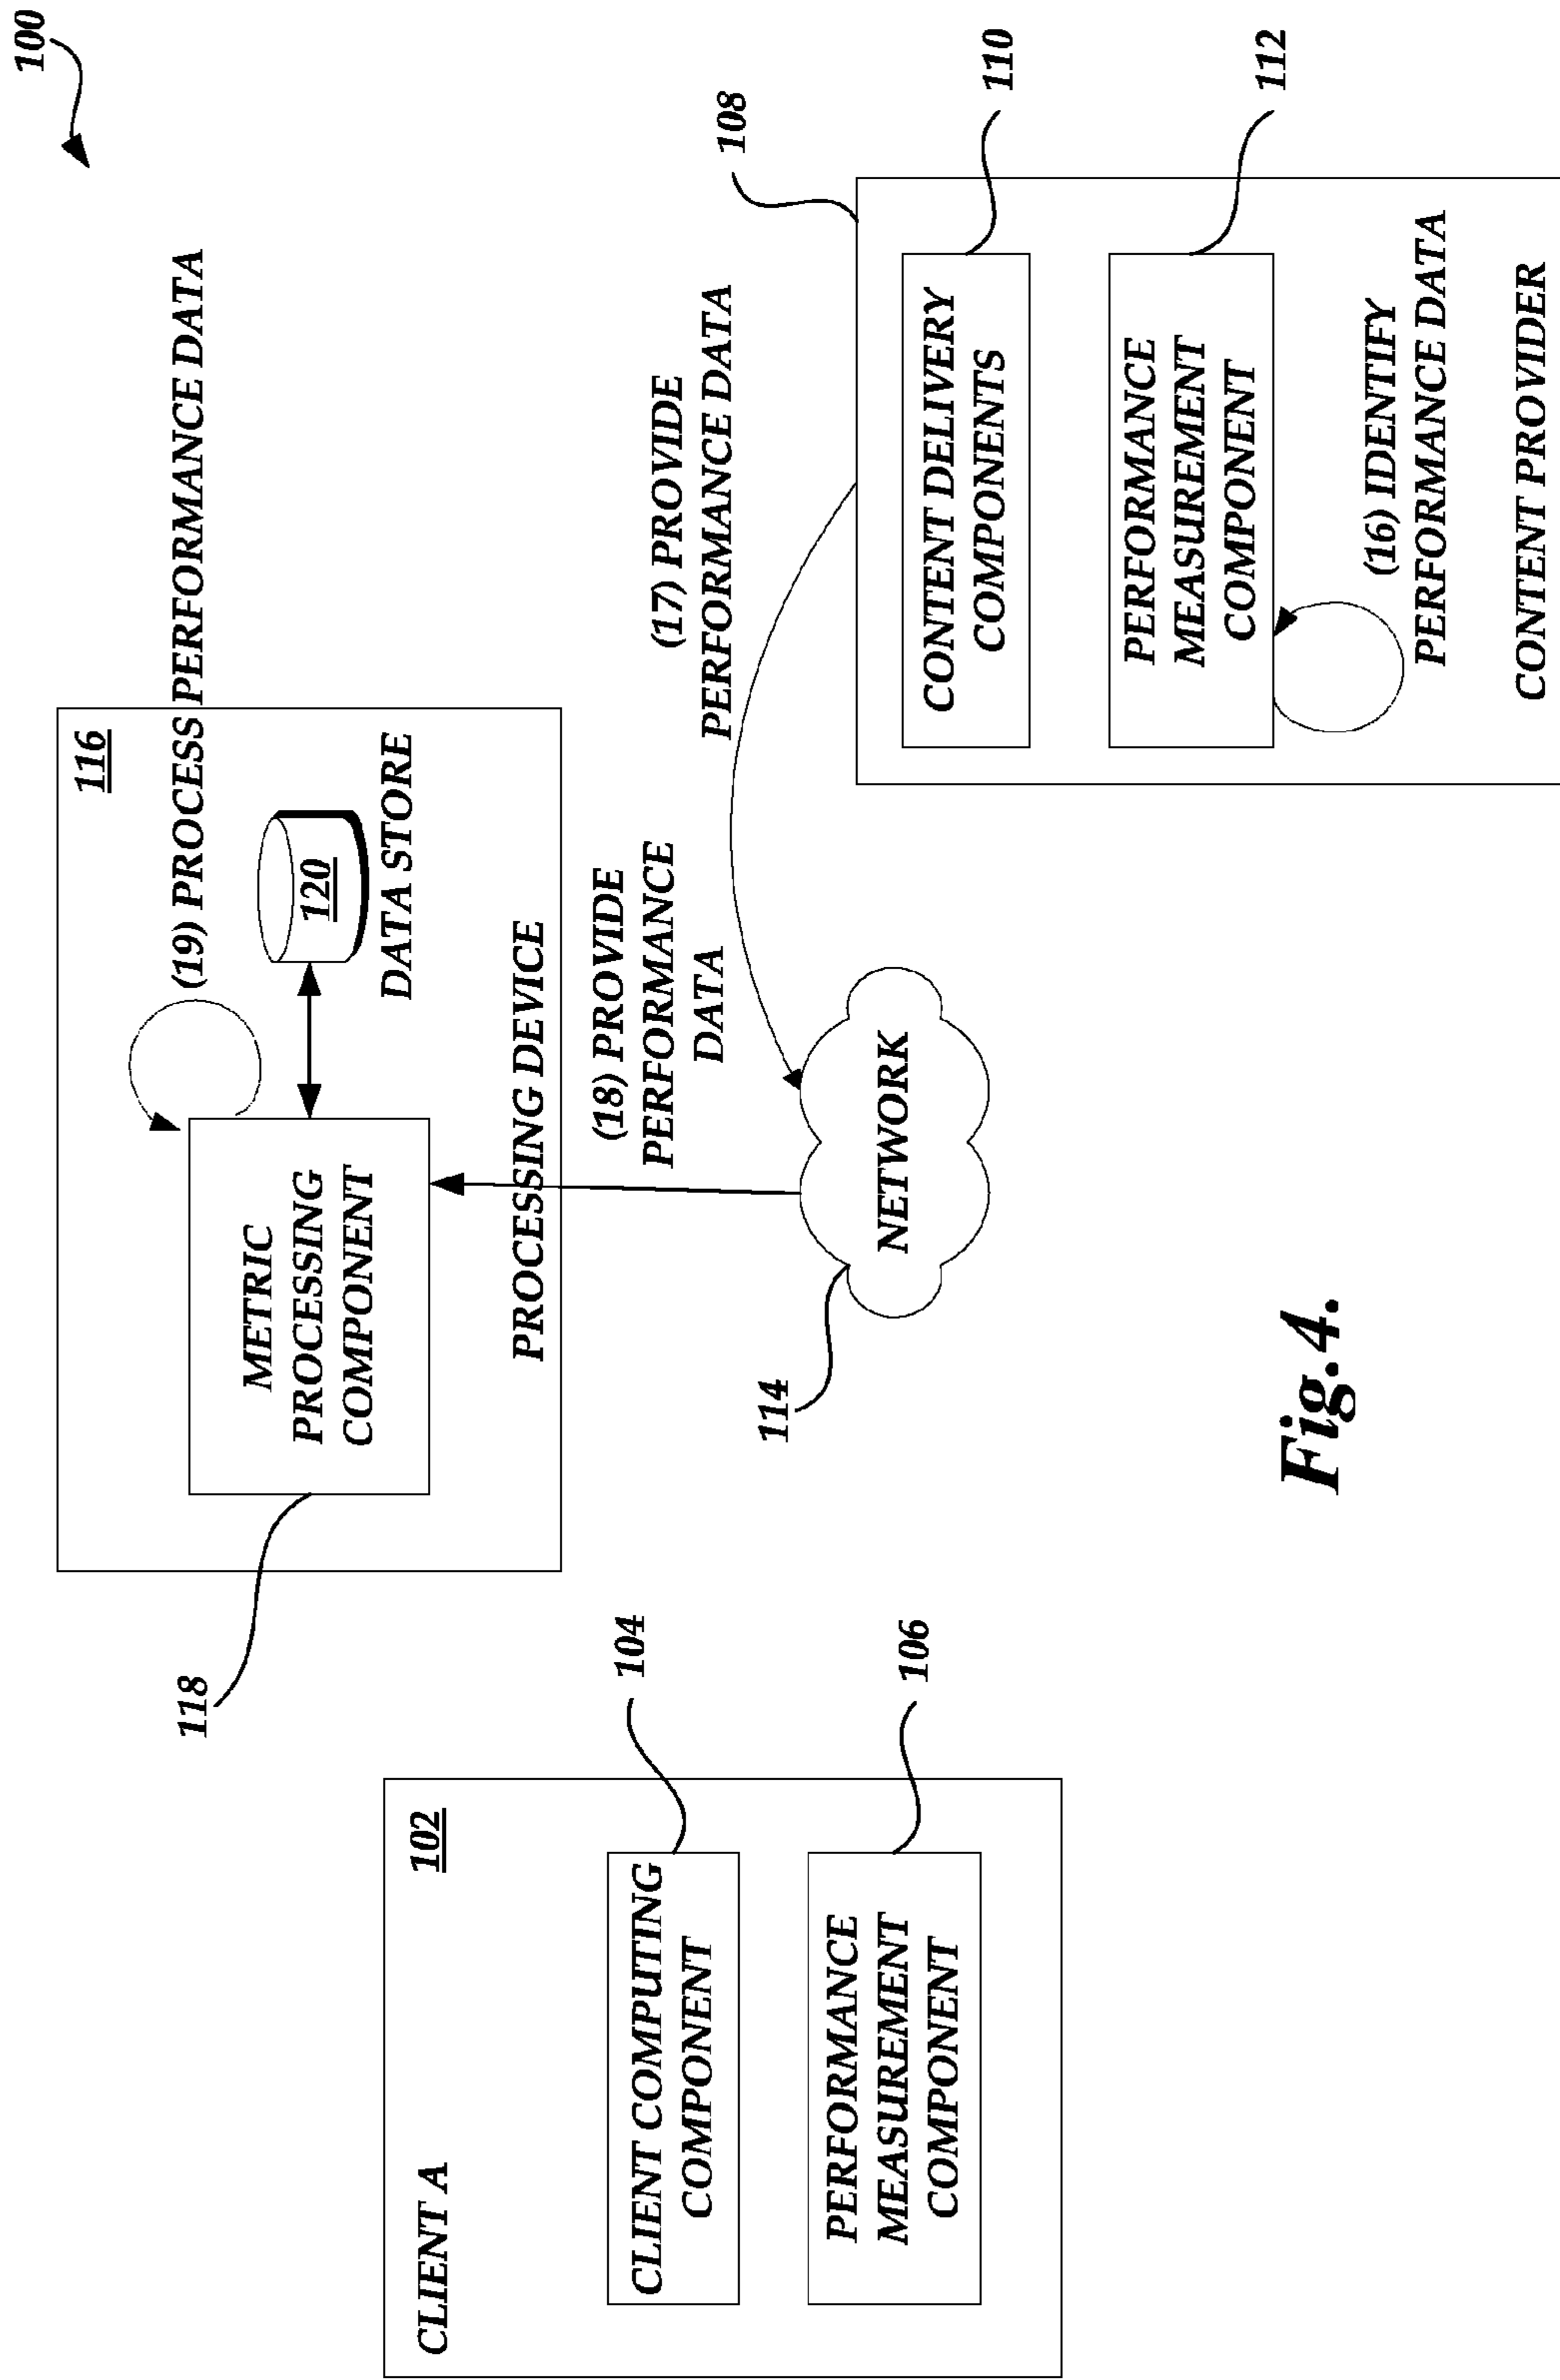 100
116
(19) PROCESS PERFORMANCE DATA
118
METRIC
PROCESSING
COMPONENT
120
DATA STORE
PROCESSING DEVICE
CLIENT A
102
104
CLIENT COMPUTING
COMPONENT
106
PERFORMANCE
MEASUREMENT
COMPONENT
(18) PROVIDE
PERFORMANCE
DATA
(17) PROVIDE
PERFORMANCE DATA
114
NETWORK
108
110
CONTENT DELIVERY
COMPONENTS
112
PERFORMANCE
MEASUREMENT
COMPONENT
(16) IDENTIFY
PERFORMANCE DATA
CONTENT PROVIDER
Fig.4.